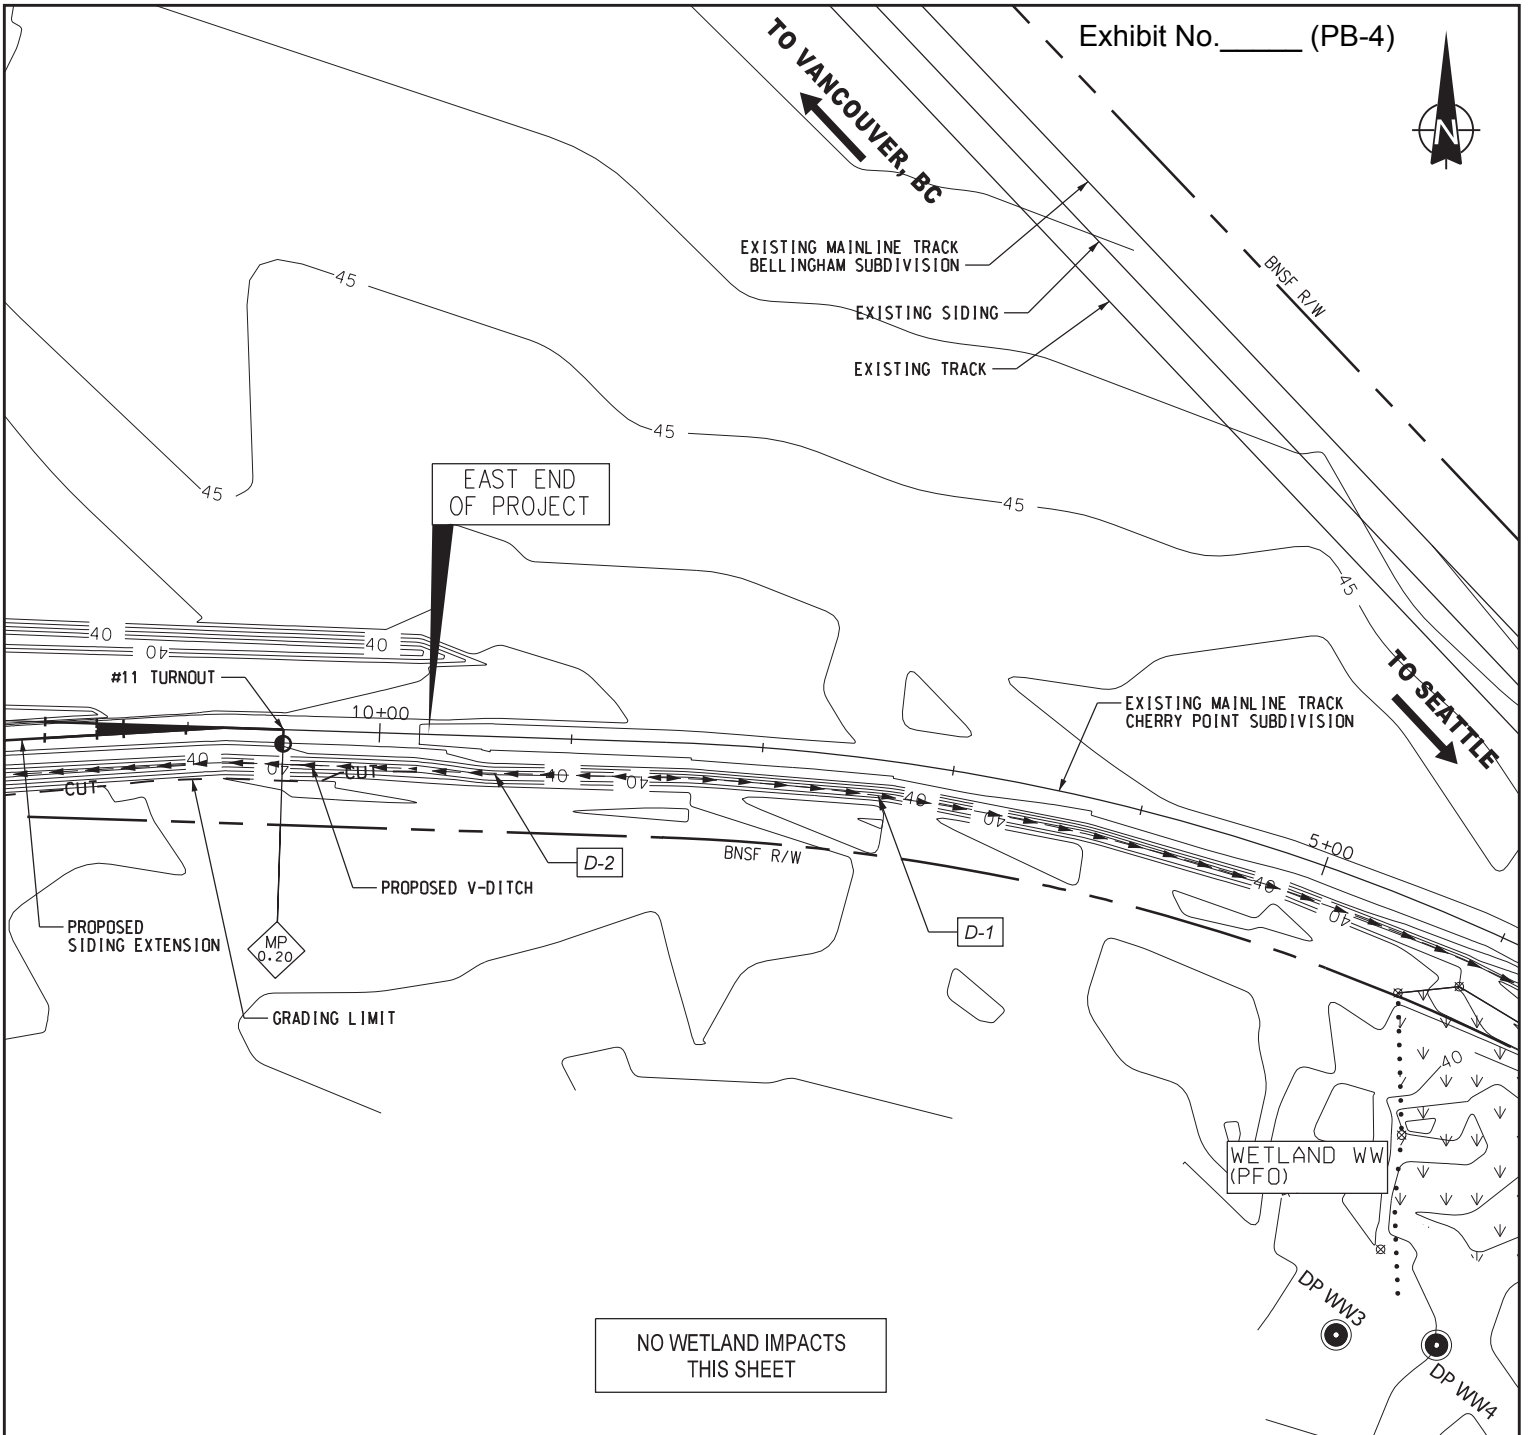 Exhibit No._____ (PB-4)
N
TO VANCOUVER, BC
EXISTING MAINLINE TRACK
BELLINGHAM SUBDIVISION
EXISTING SIDING
EXISTING TRACK
BNSF R/W
45
45
45
45
45
EAST END
OF PROJECT
40
40
40
#11 TURNOUT
10+00
TO SEATTLE
EXISTING MAINLINE TRACK
CHERRY POINT SUBDIVISION
40
40
CUT
CUT
40
40
40
40
5+00
40
40
BNSF R/W
D-2
PROPOSED V-DITCH
D-1
PROPOSED
SIDING EXTENSION
MP
0.20
GRADING LIMIT
40
WETLAND WW
(PFO)
DP WW3
DP WW4
NO WETLAND IMPACTS
THIS SHEET